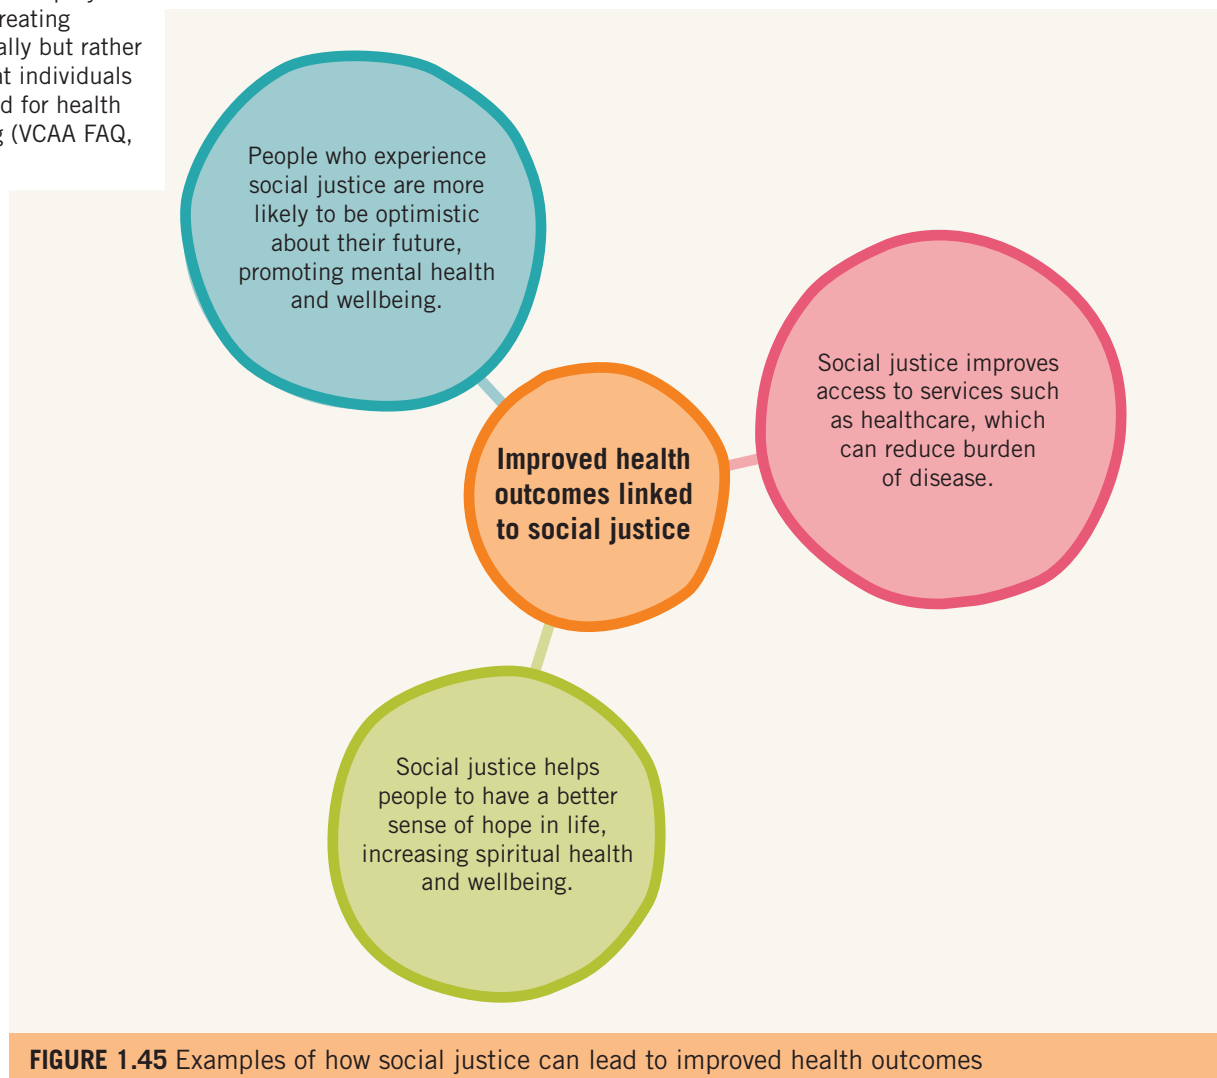 reating
ally but rather
at individuals
d for health
g (VCAA FAQ,
People who experience
social justice are more
likely to be optimistic
about their future,
promoting mental health
and wellbeing.
Social justice improves
access to services such
as healthcare, which
can reduce burden
of disease.
Improved health
outcomes linked
to social justice
Social justice helps
people to have a better
sense of hope in life,
increasing spiritual health
and wellbeing.
FIGURE 1.45 Examples of how social justice can lead to improved health outcomes